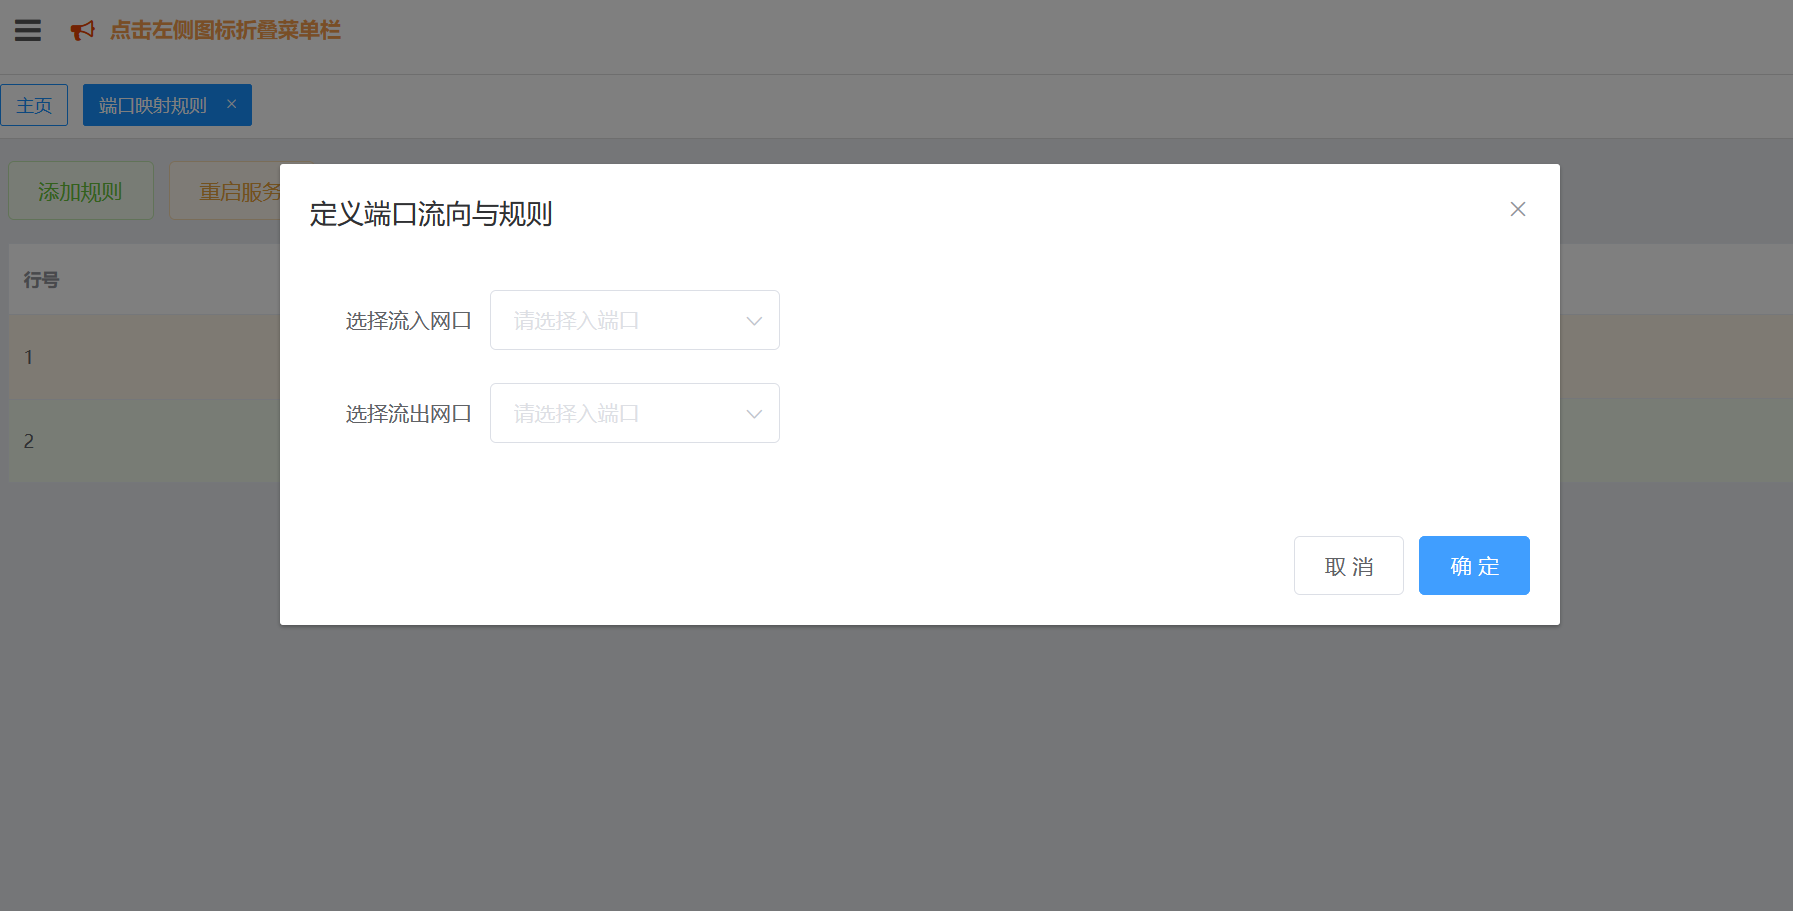 点击左侧图标折叠菜单栏
主页
端口映射规则
添加规则
重启服务
定义端口流向与规则
行号
选择流入网口
请选择入端口
1
选择流出网口
请选择入端口
2
取 消
确 定